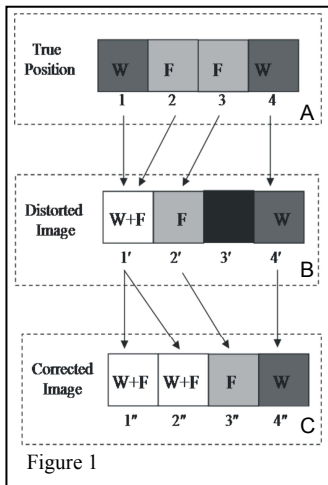 True
Position
W F F W
1 2 3 4
A
Distorted
Image
W+F F W
1' 2' 3' 4'
B
Corrected
Image
W+F W+F F W
1" 2" 3" 4"
C
Figure 1